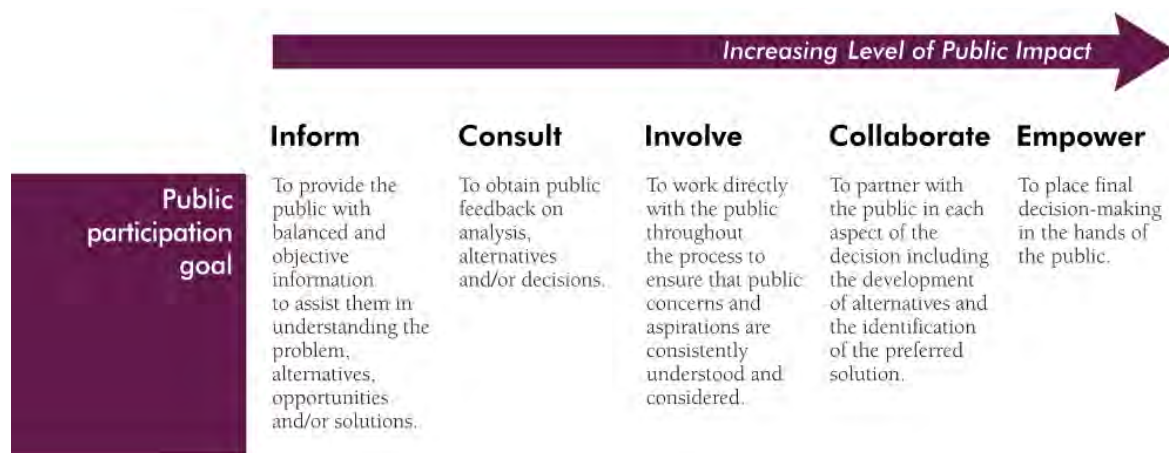 Increasing Level of Public Impact
Inform
Consult
Involve
Collaborate
Empower
Public
participation
goal
To provide the
public with
balanced and
objective
information
to assist them in
understanding the
problem,
alternatives,
opportunities
and/or solutions.
To obtain public
feedback on
analysis,
alternatives
and/or decisions.
To work directly
with the public
throughout
the process to
ensure that public
concerns and
aspirations are
consistently
understood and
considered.
To partner with
the public in each
aspect of the
decision including
the development
of alternatives and
the identification
of the preferred
solution.
To place final
decision-making
in the hands of
the public.